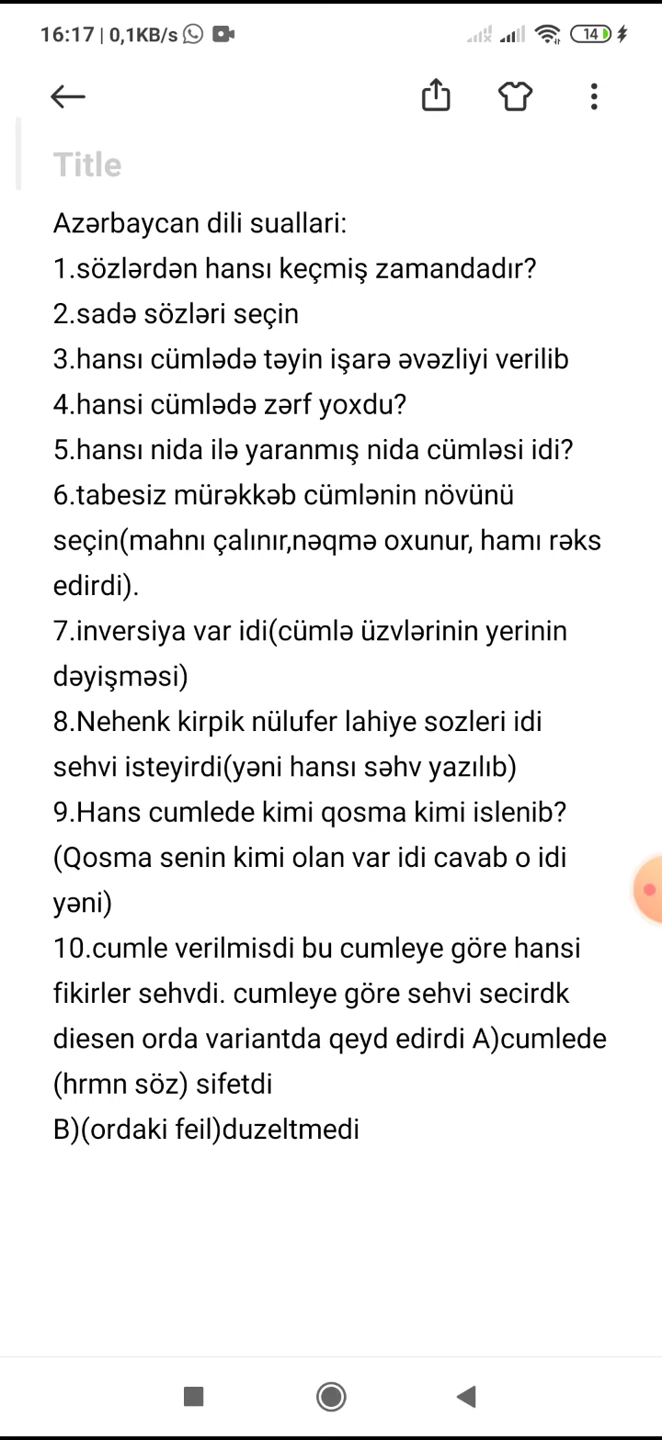 16:17 | 0,1KB/s
14
Title
Azərbaycan dili suallari:
1.sözlərdən hansı keçmiş zamandadır?
2.sadə sözləri seçin
3.hansı cümlədə təyin işarə əvəzliyi verilib
4.hansi cümlədə zərf yoxdu?
5.hansı nida ilə yaranmış nida cümləsi idi?
6.tabesiz mürəkkəb cümlənin növünü
seçin(mahnı çalınır,nəqmə oxunur, hamı rəks
edirdi).
7.inversiya var idi(cümlə üzvlərinin yerinin
dəyişməsi)
8.Nehenk kirpik nülufer lahiye sozleri idi
sehvi isteyirdi(yəni hansı səhv yazılıb)
9.Hans cumlede kimi qosma kimi islenib?
(Qosma senin kimi olan var idi cavab o idi
yəni)
10.cumle verilmisdi bu cumleye göre hansi
fikirler sehvdi. cumleye göre sehvi secirdk
diesen orda variantda qeyd edirdi A)cumlede
(hrmn söz) sifetdi
B)(ordaki feil)duzeltmedi